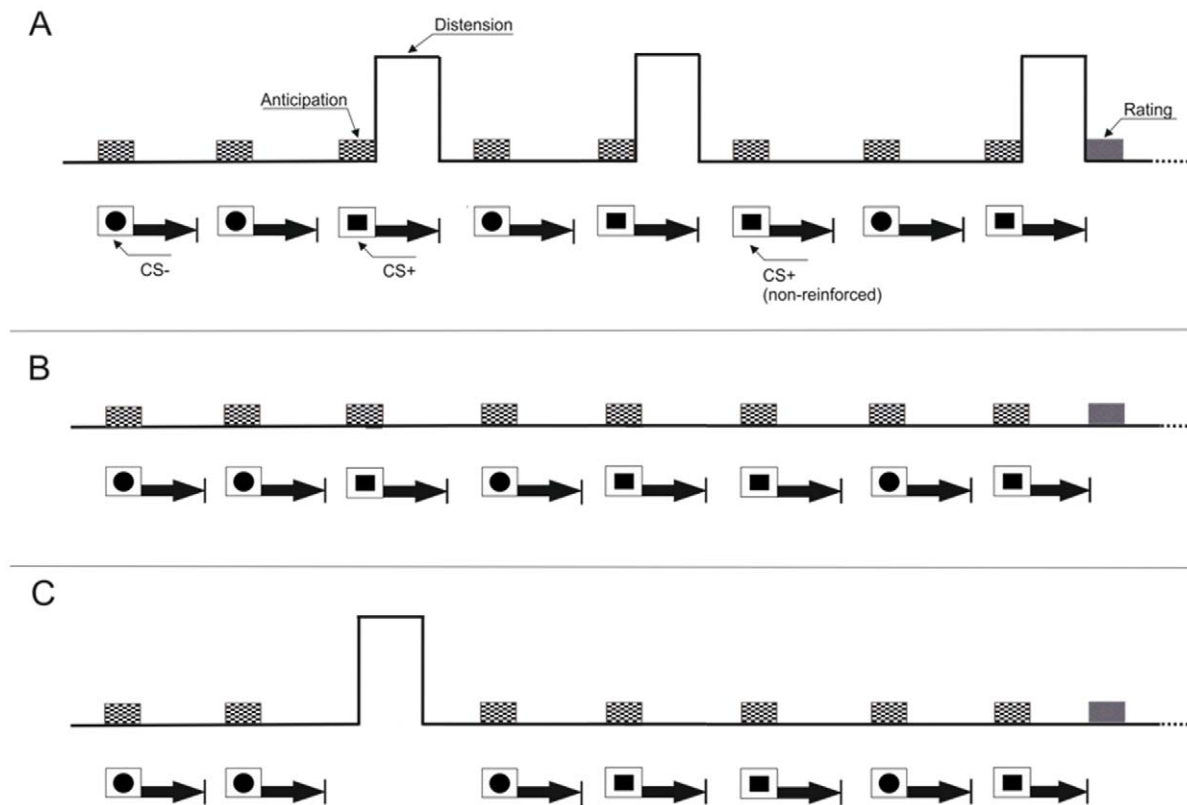 A
Distension
Anticipation
Rating
CS-
CS+
CS+
(non-reinforced)
B
C